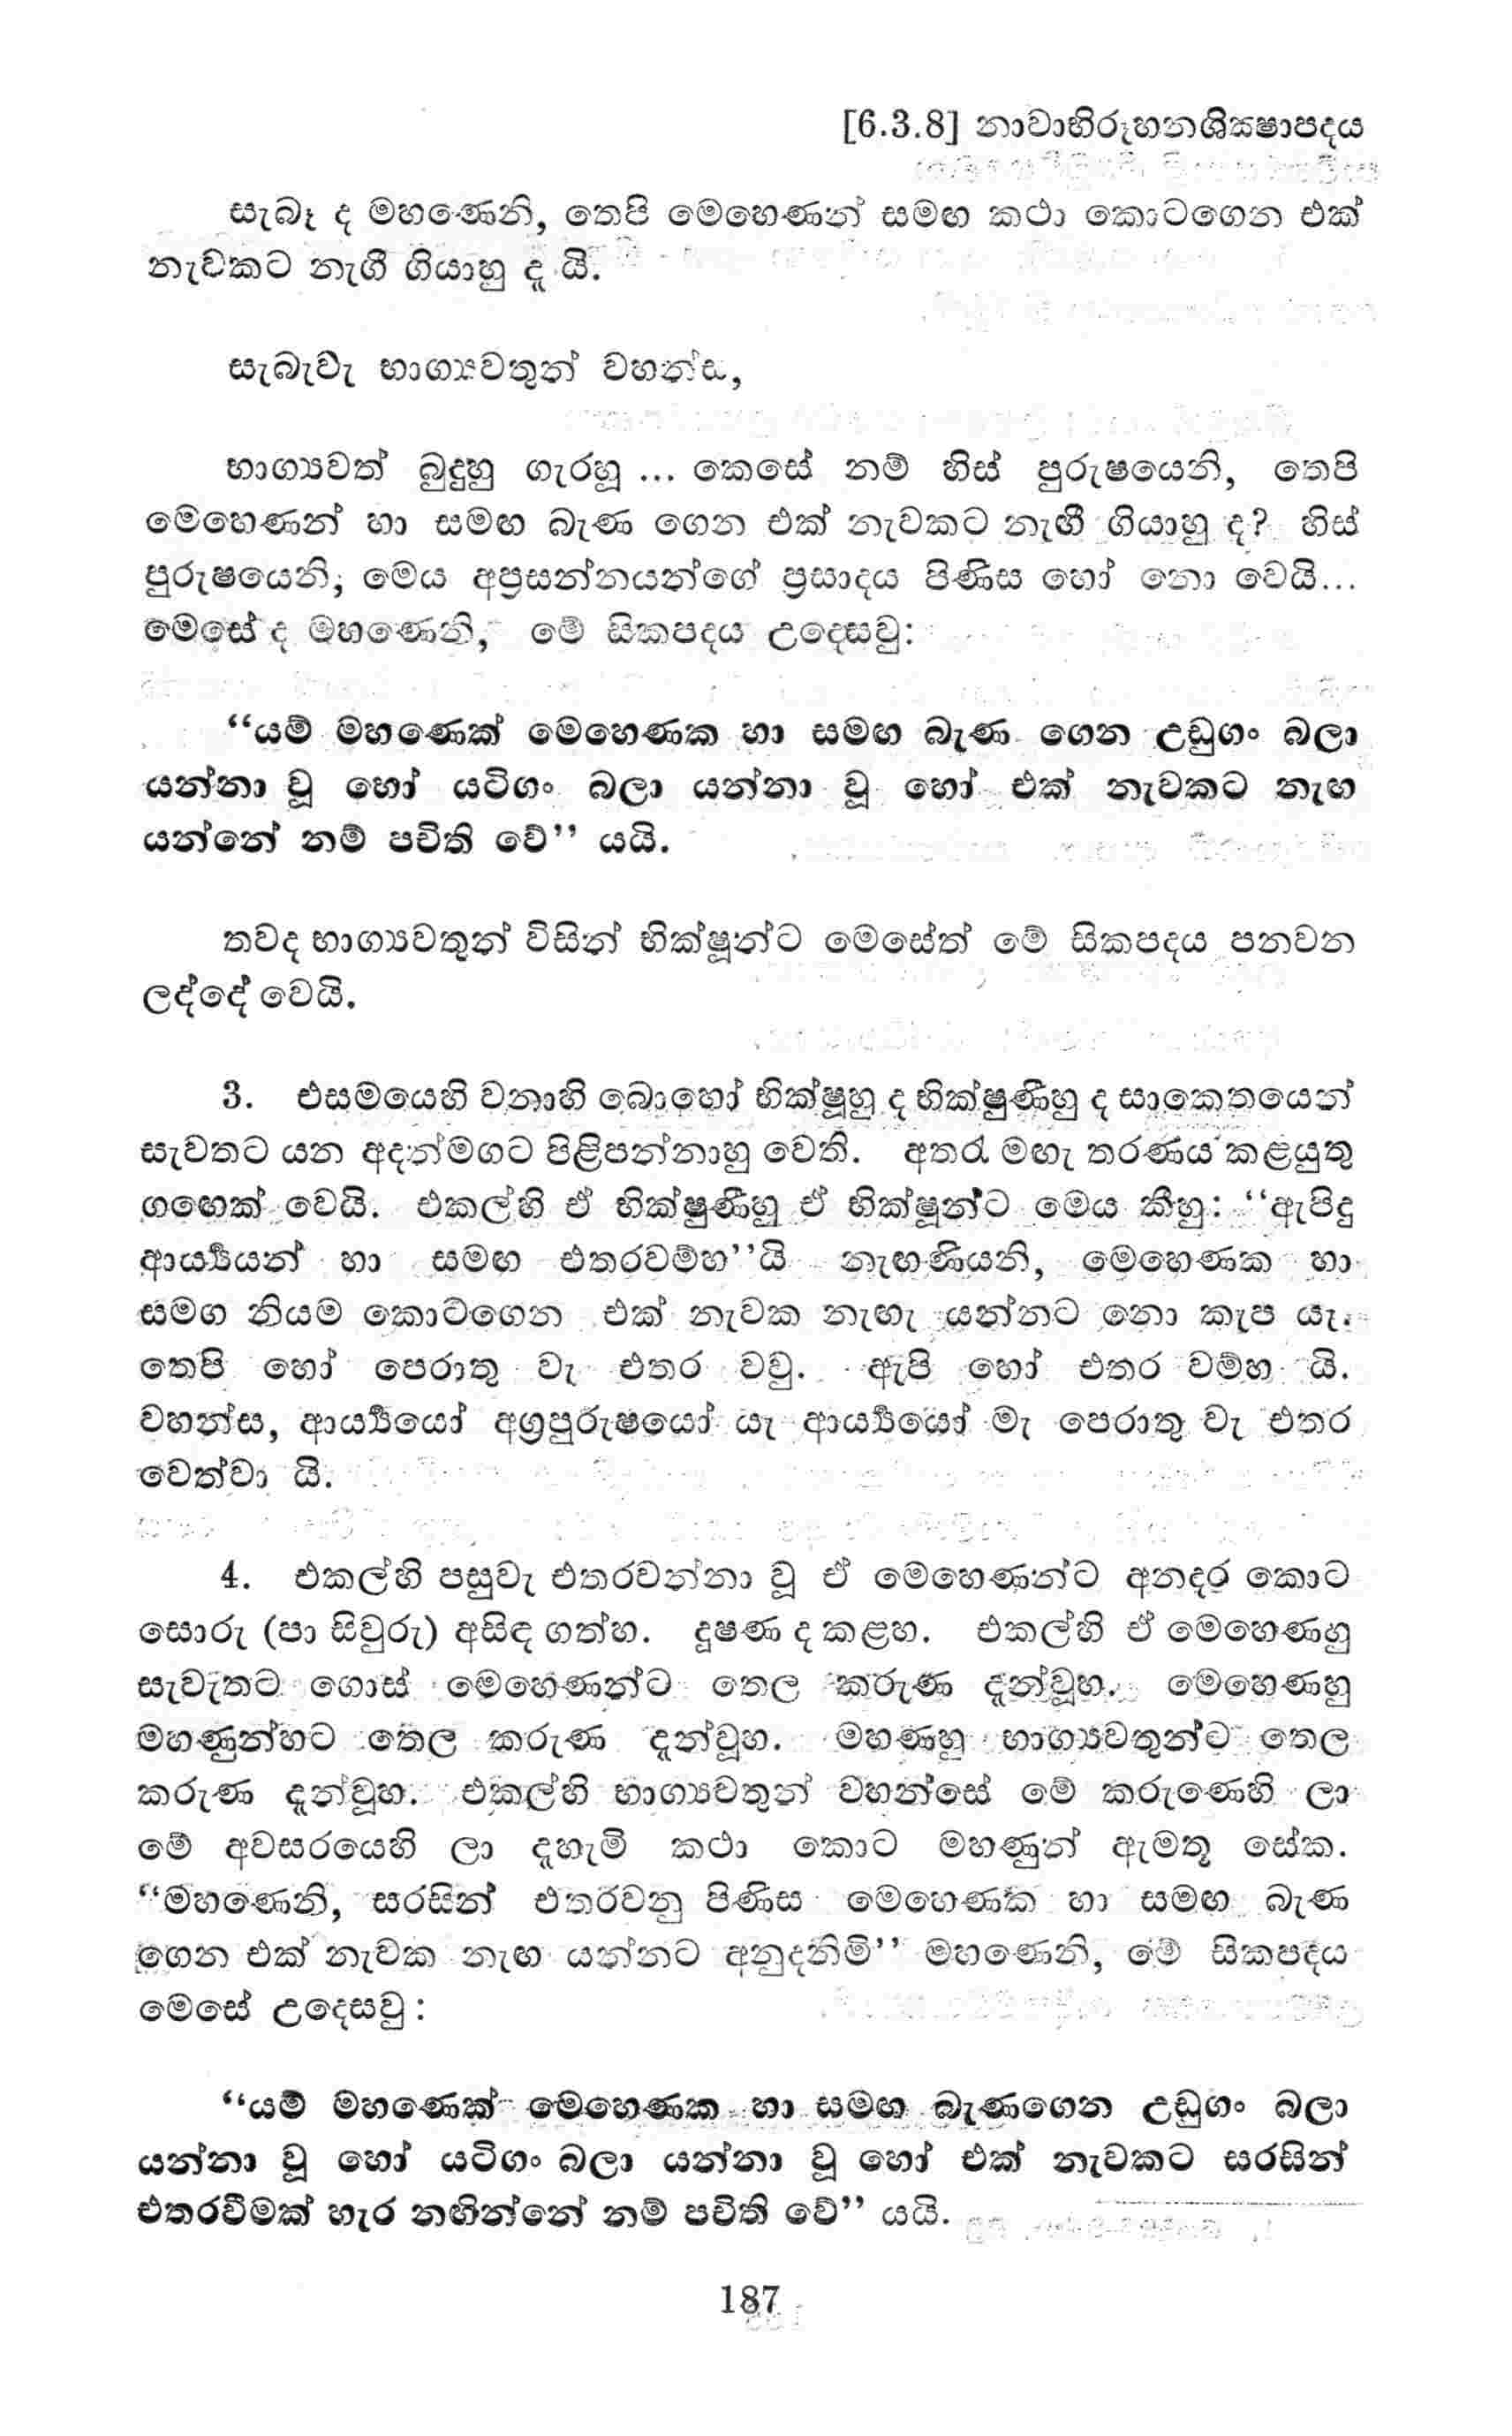 [6.3.8] නාවාභිරූහනශික්‍ෂාපදය
සැබෑ ද මහණෙනි, තෙපි මෙහෙණන් සමඟ කථා කොටගෙන එක්
නැවකට නැගී ගියාහු දැ යි.
සැබැවැ භාග්‍යවතුන් වහන්ස,
භාග්‍යවත් බුදුහු ගැරහූ ... කෙසේ නම් හිස් පුරුෂයෙනි, තෙපි
මෙහෙණන් හා සමඟ බැණ ගෙන එක් නැවකට නැඟී ගියාහු ද? හිස්
පුරුෂයෙනි, මෙය අප්‍රසන්නයන්ගේ ප්‍රසාදය පිණිස හෝ නො වෙයි...
මෙසේ ද මහණෙනි, මේ සිකපදය උදෙසවු:
“යම් මහණෙක් මෙහෙණක හා සමඟ බැණ ගෙන උඩුගං බලා
යන්නා වූ හෝ යටිගං බලා යන්නා වූ හෝ එක් නැවකට නැඟ
යන්නේ නම් පචිති වේ” යයි.
තවද භාග්‍යවතුන් විසින් භික්ෂූන්ට මෙසේත් මේ සිකපදය පනවන
ලද්දේ වෙයි.
3. එසමයෙහි වනාහි බොහෝ භික්ෂූහු ද භික්ෂුණීහු ද සාකෙතයෙන්
සැවතට යන අදන්මගට පිළිපන්නාහු වෙති. අතරැ මඟැ තරණය කළයුතු
ගඟෙක් වෙයි. එකල්හි ඒ භික්ෂුණීහු ඒ භික්ෂූන්ට මෙය කීහු: “ඇපිදු
ආර්‍ය්‍යයන් හා සමඟ එතරවම්හ”යි නැඟණියනි, මෙහෙණක හා
සමග නියම කොටගෙන එක් නැවක නැඟැ යන්නට නො කැප යැ.
තෙපි හෝ පෙරාතු වැ එතර වවු. ඇපි හෝ එතර වම්හ යි.
වහන්ස, ආර්‍ය්‍යයෝ අග්‍රපුරුෂයෝ යැ ආර්‍ය්‍යයෝ මැ පෙරාතු වැ එතර
වෙත්වා යි.
4. එකල්හි පසුවැ එතරවන්නා වූ ඒ මෙහෙණන්ට අනදර කොට
සොරු (පා සිවුරු) අසිඳ ගත්හ. දූෂණ ද කළහ. එකල්හි ඒ මෙහෙණහු
සැවැතට ගොස් මෙහෙණන්ට තෙල කරුණ දැන්වූහ. මෙහෙණහු
මහණුන්හට තෙල කරුණ දැන්වූහ. මහණහු භාග්‍යවතුන්ට තෙල
කරුණ දැන්වූහ. එකල්හි භාග්‍යවතුන් වහන්සේ මේ කරුණෙහි ලා
මේ අවසරයෙහි ලා දැහැමි කථා කොට මහණුන් ඇමතූ සේක.
“මහණෙනි, සරසින් එතරවනු පිණිස මෙහෙණක හා සමඟ බැණ
ගෙන එක් නැවක නැඟ යන්නට අනුදනිමි” මහණෙනි, මේ සිකපදය
මෙසේ උදෙසවු:
“යම් මහණෙක් මෙහෙණක හා සමඟ බැණගෙන උඩුගං බලා
යන්නා වූ හෝ යටිගං බලා යන්නා වූ හෝ එක් නැවකට සරසින්
එතරවීමක් හැර නඟින්නේ නම් පචිති වේ” යයි.
187